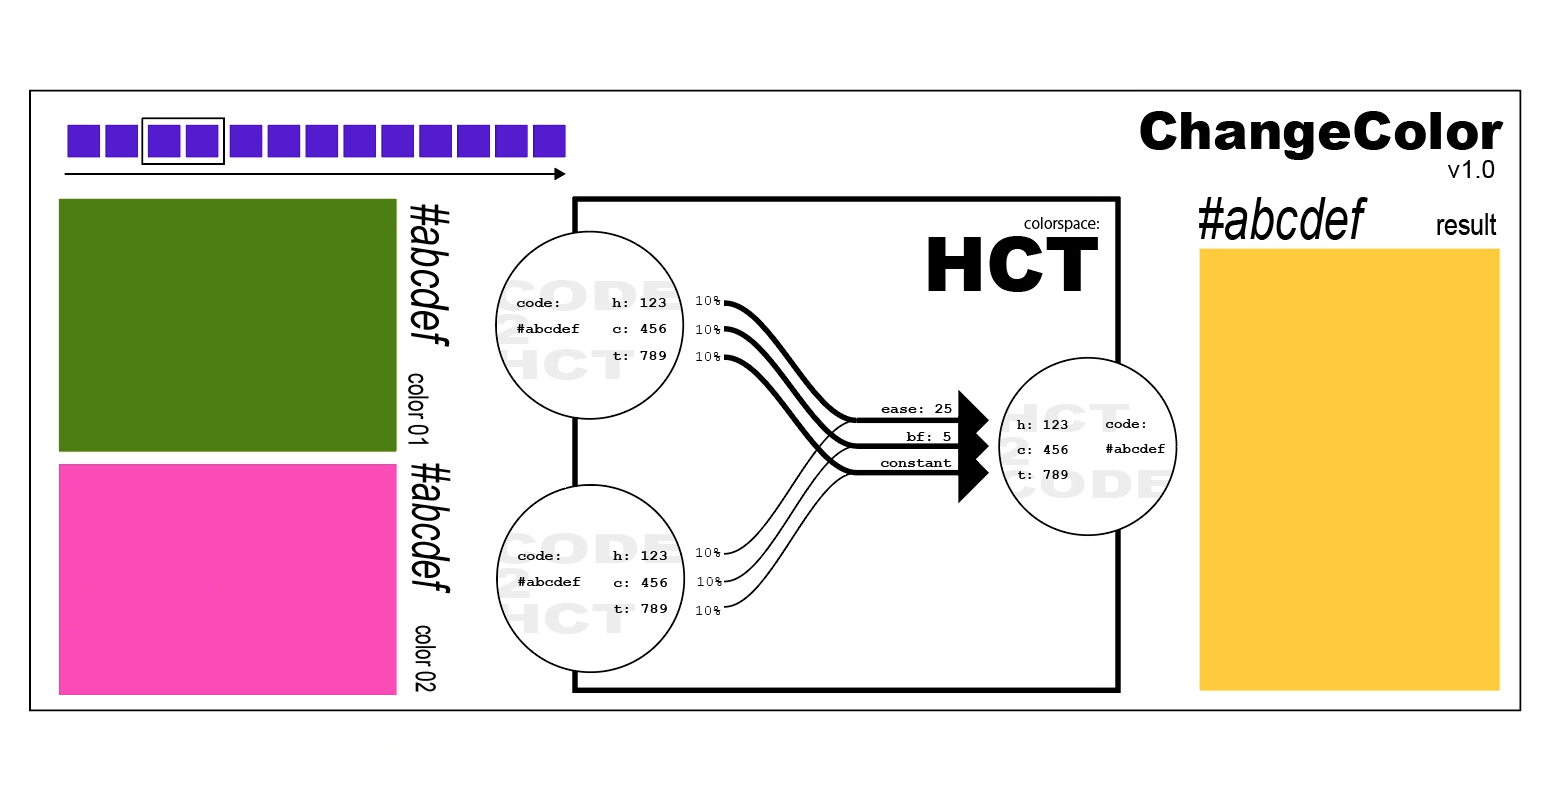 ChangeColor
v1.0
#abcdef
color 01
#abcdef
color 02
colorspace:
HCT
CODE
2
HCT
code:
#abcdef
h: 123
c: 456
t: 789
10%
10%
10%
CODE
2
HCT
code:
#abcdef
h: 123
c: 456
t: 789
10%
10%
10%
ease: 25
bf: 5
constant
HCT
2
CODE
h: 123
c: 456
t: 789
code:
#abcdef
#abcdef
result